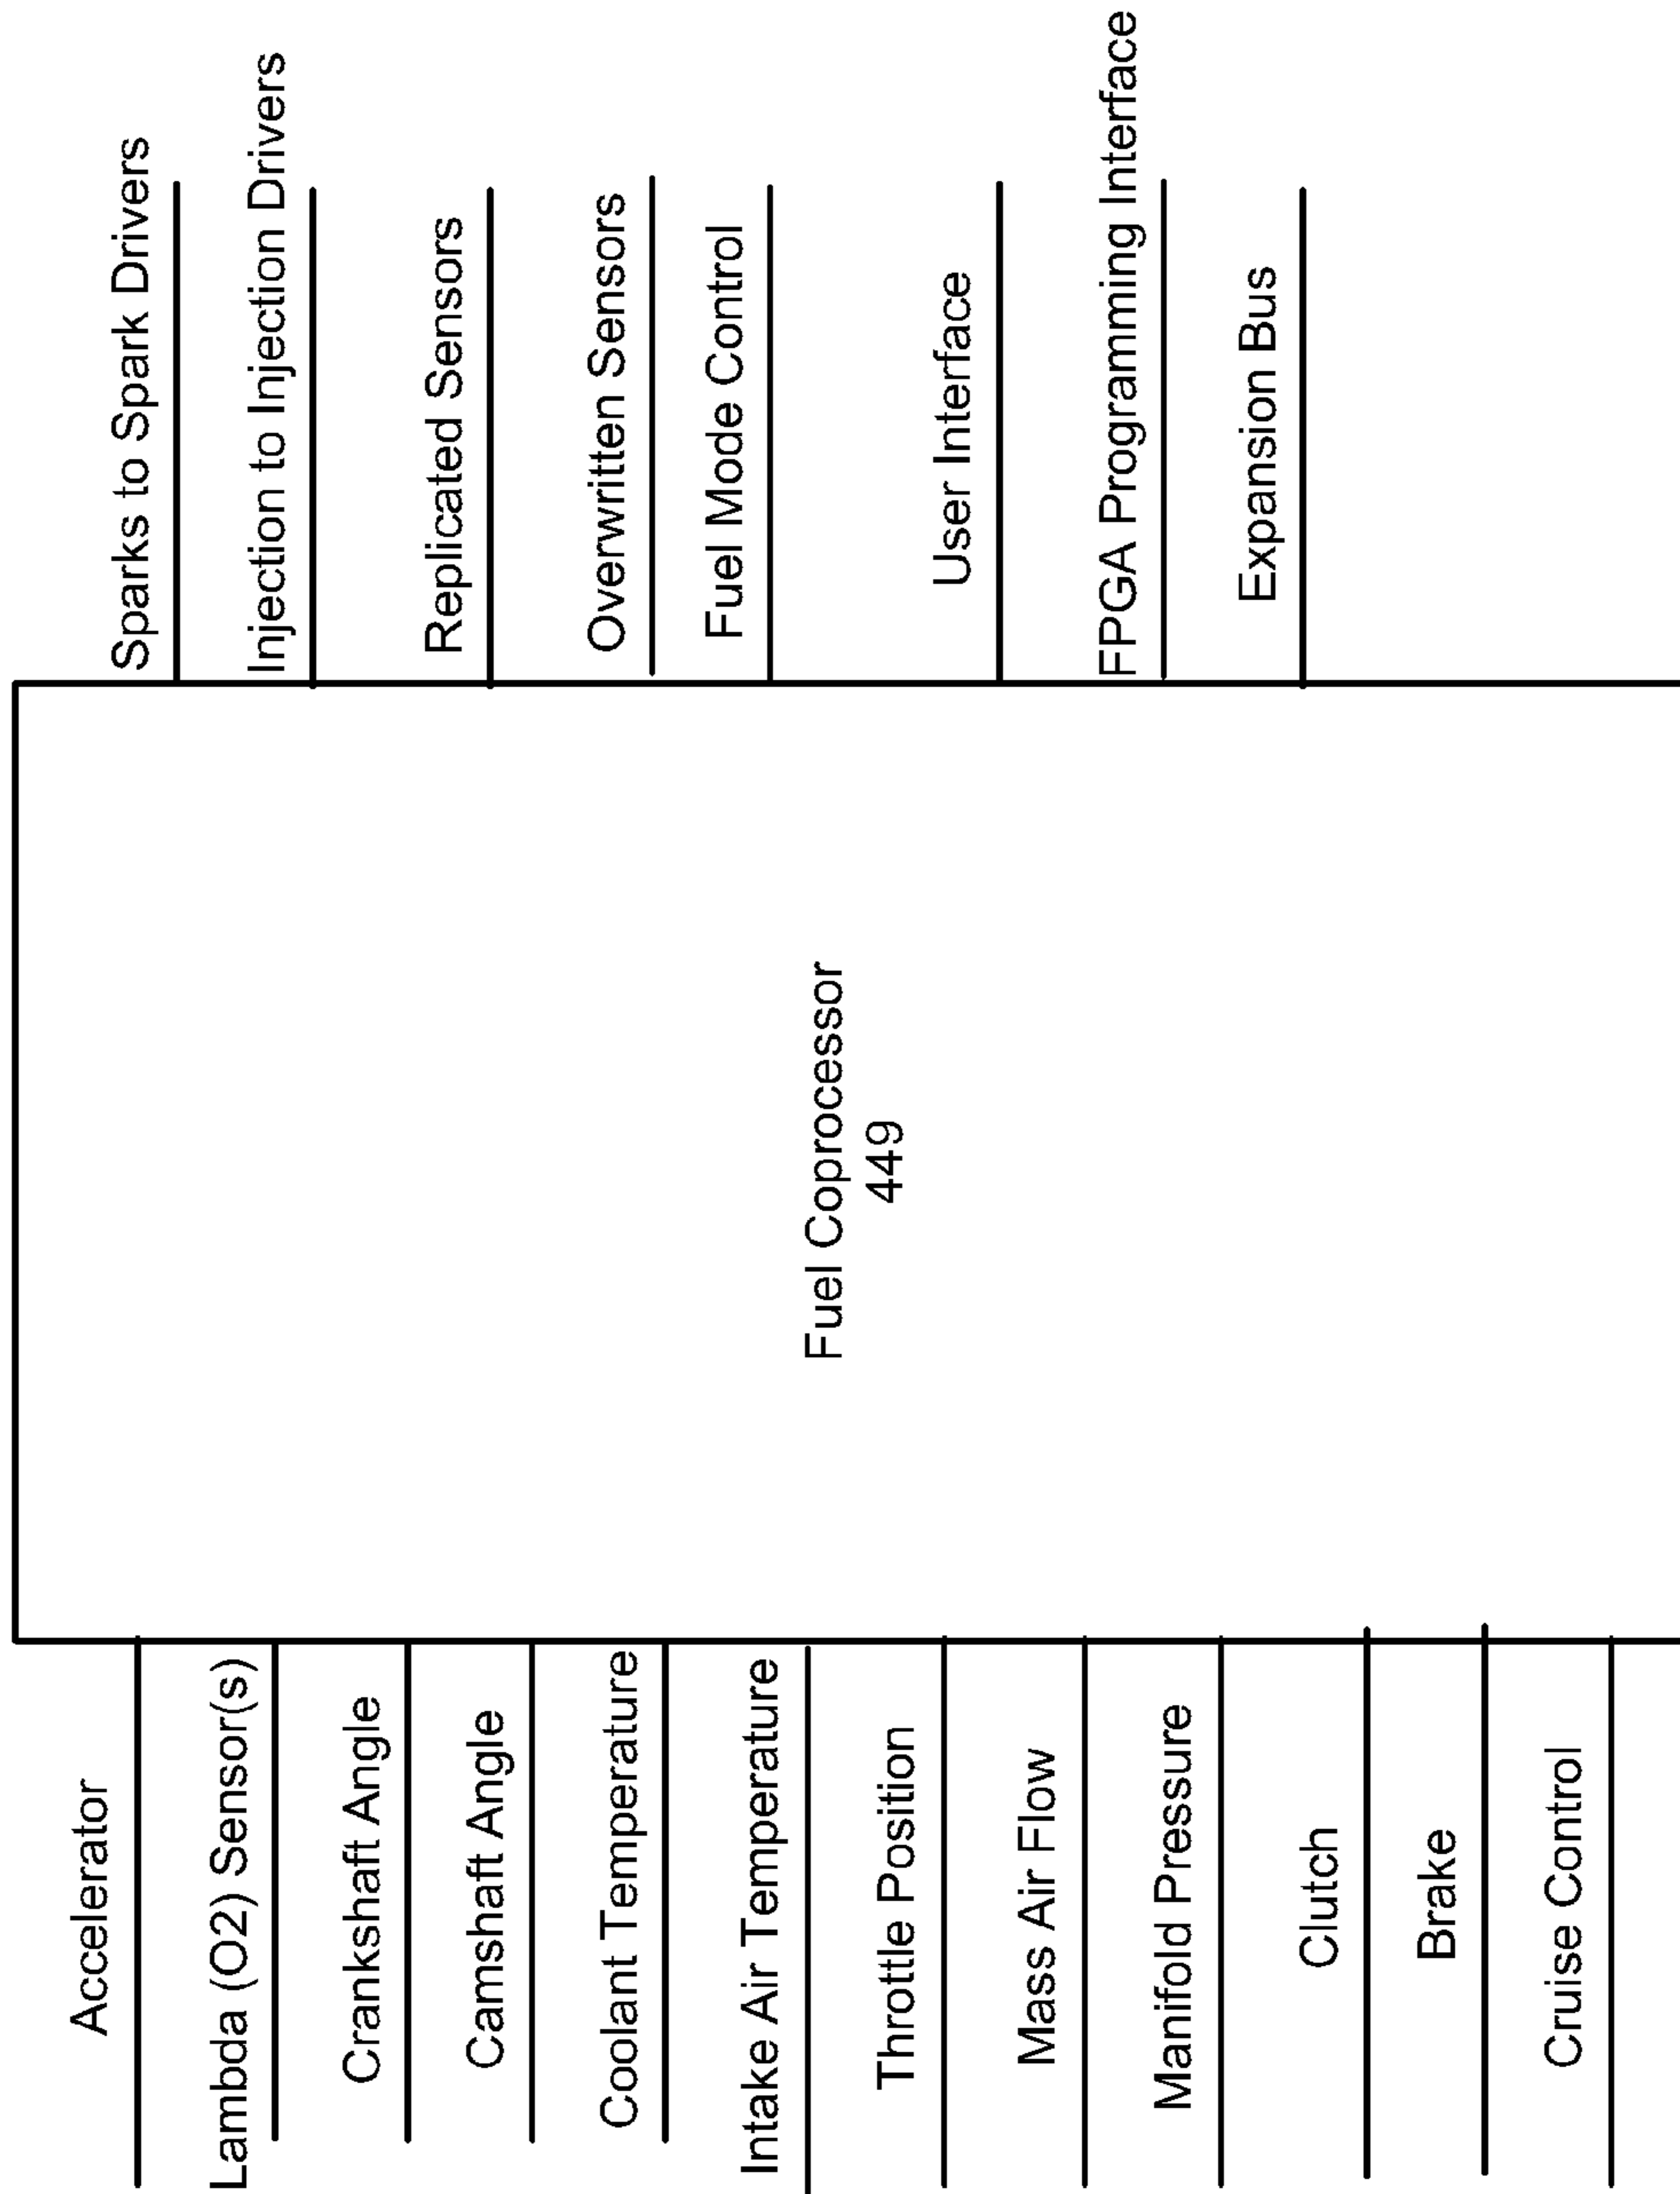 Accelerator
Lambda (O2) Sensor(s)
Crankshaft Angle
Camshaft Angle
Coolant Temperature
Intake Air Temperature
Throttle Position
Mass Air Flow
Manifold Pressure
Clutch
Brake
Cruise Control
Fuel Coprocessor
449
Sparks to Spark Drivers
Injection to Injection Drivers
Replicated Sensors
Overwritten Sensors
Fuel Mode Control
User Interface
FPGA Programming Interface
Expansion Bus